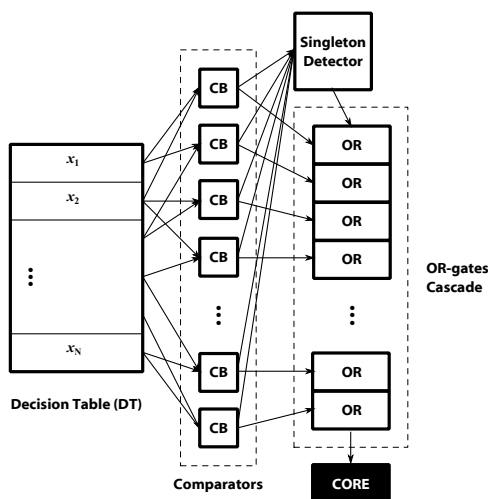 Singleton
Detector
CB
CB
CB
CB
⋮
CB
CB
x₁
x₂
⋮
x_N
OR
OR
OR
OR
⋮
OR
OR
OR-gates
Cascade
Decision Table (DT)
Comparators
CORE